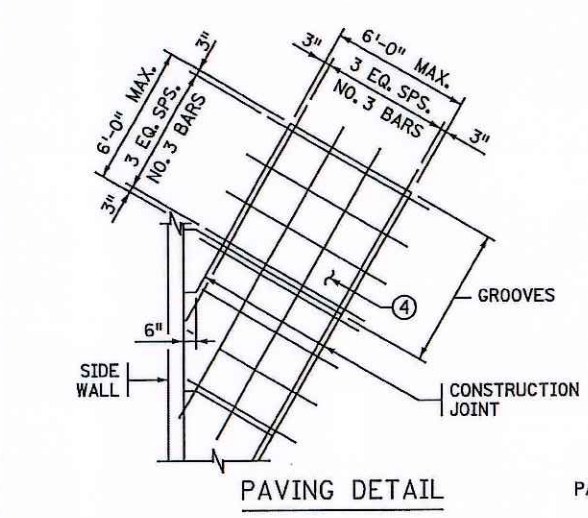 6'-0" MAX.
3 EQ. SPS.
NO. 3 BARS
3"
3"
6'-0" MAX.
3 EQ. SPS.
NO. 3 BARS
3"
3"
4
GROOVES
6"
SIDE
WALL
CONSTRUCTION
JOINT
PAVING DETAIL
PA